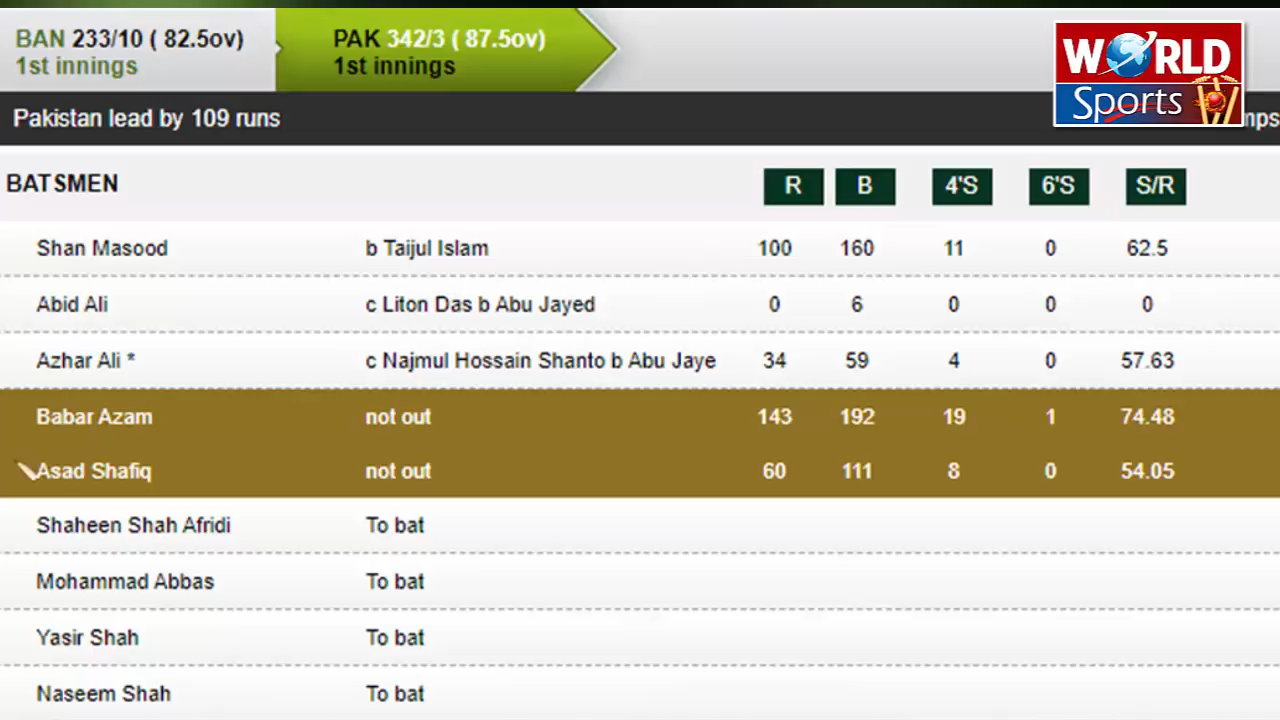 BAN 233/10 ( 82.5ov)
1st innings
PAK 342/3 ( 87.5ov)
1st innings
WORLD
Sports
Pakistan lead by 109 runs
BATSMEN R B 4'S 6'S S/R
Shan Masood b Taijul Islam 100 160 11 0 62.5
Abid Ali c Liton Das b Abu Jayed 0 6 0 0 0
Azhar Ali * c Najmul Hossain Shanto b Abu Jaye 34 59 4 0 57.63
Babar Azam not out 143 192 19 1 74.48
Asad Shafiq not out 60 111 8 0 54.05
Shaheen Shah Afridi To bat
Mohammad Abbas To bat
Yasir Shah To bat
Naseem Shah To bat